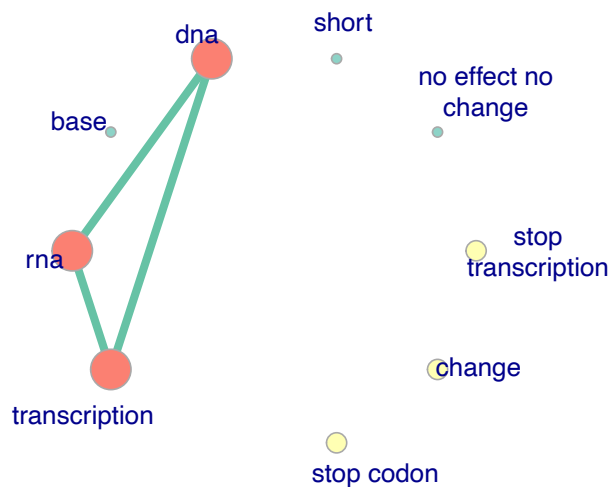 dna
short
no effect no
change
base
stop
transcription
rna
change
transcription
stop codon